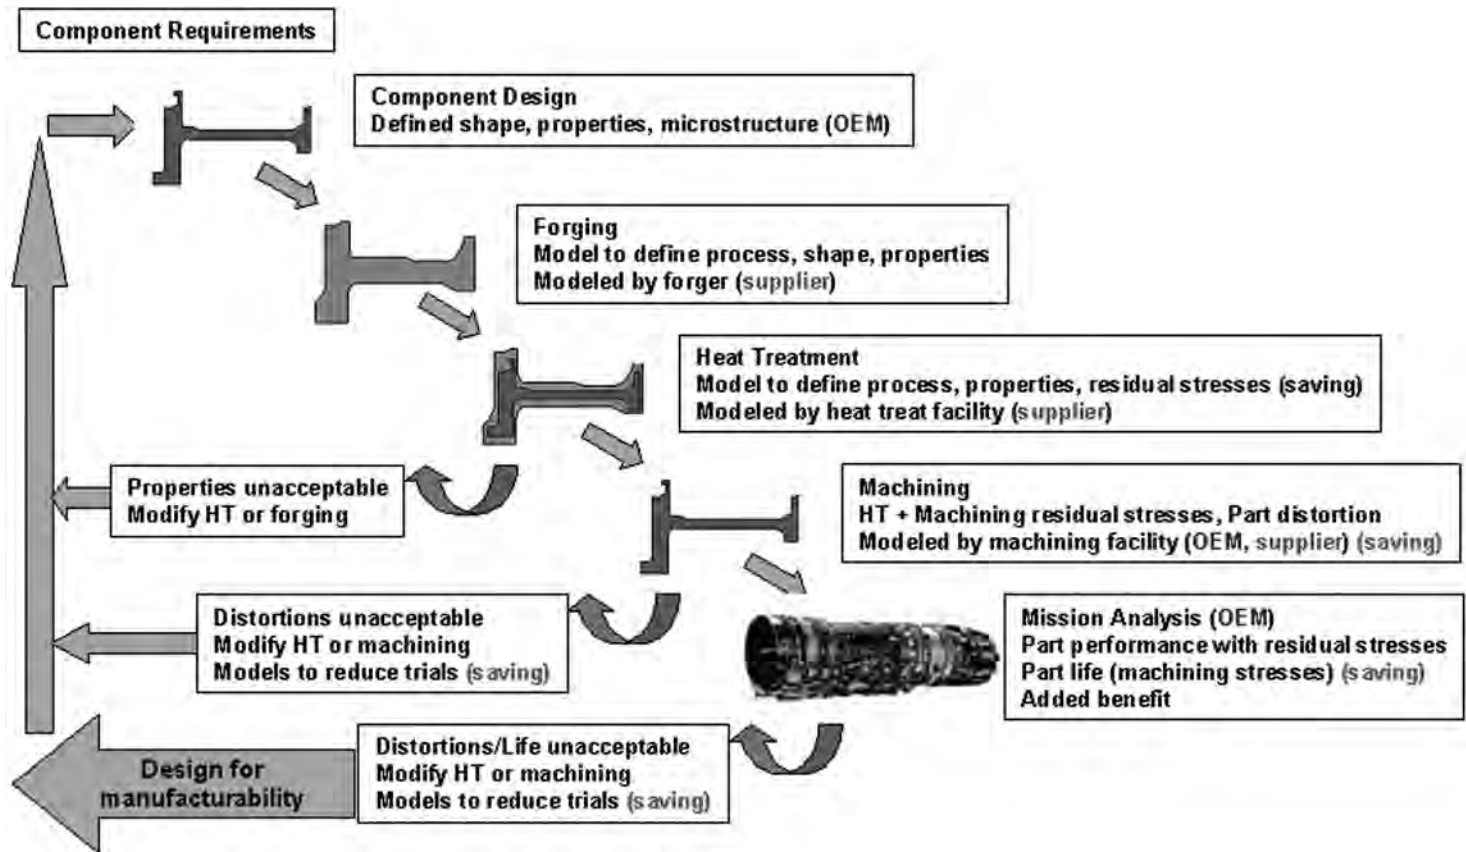 Component Requirements
Component Design
Defined shape, properties, microstructure (OEM)
Forging
Model to define process, shape, properties
Modeled by forger (supplier)
Heat Treatment
Model to define process, properties, residual stresses (saving)
Modeled by heat treat facility (supplier)
Properties unacceptable
Modify HT or forging
Machining
HT + Machining residual stresses, Part distortion
Modeled by machining facility (OEM, supplier) (saving)
Distortions unacceptable
Modify HT or machining
Models to reduce trials (saving)
Mission Analysis (OEM)
Part performance with residual stresses
Part life (machining stresses) (saving)
Added benefit
Distortions/Life unacceptable
Modify HT or machining
Models to reduce trials (saving)
Design for
manufacturability